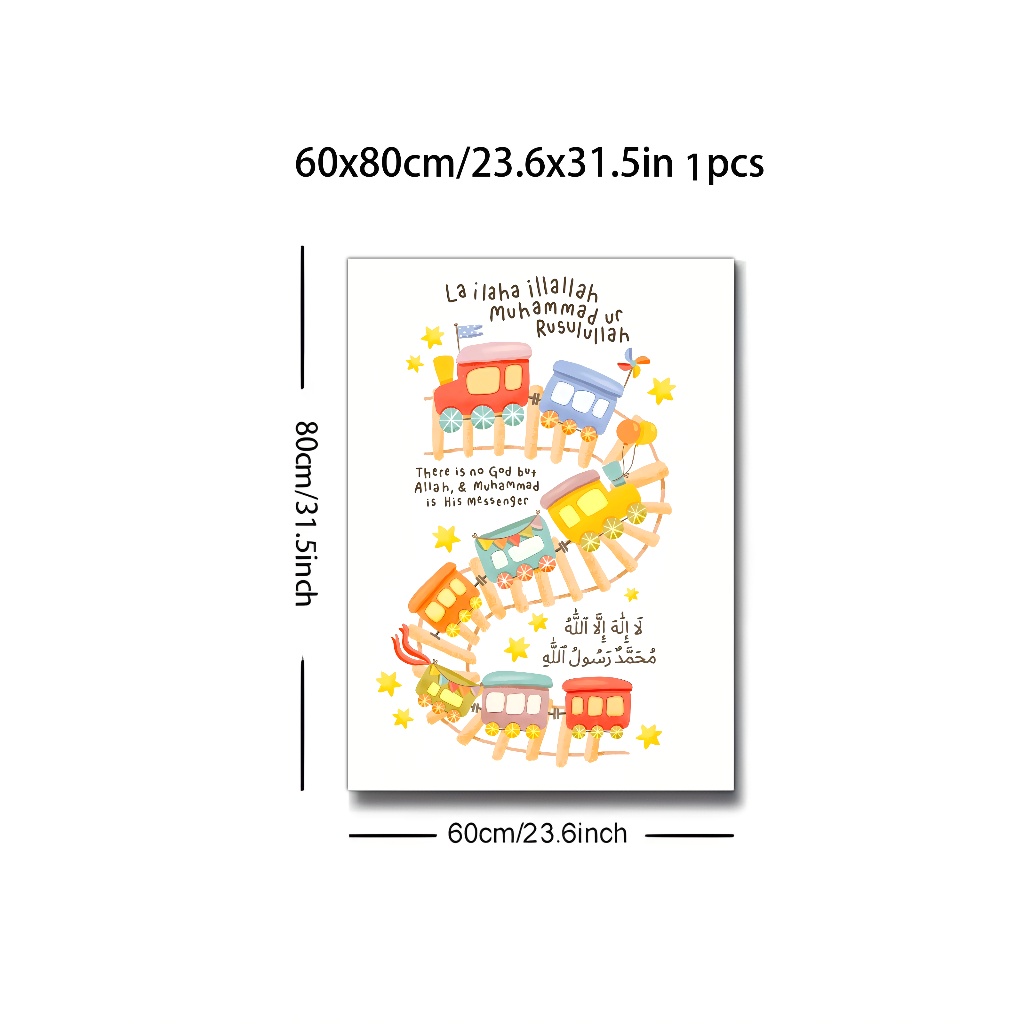 60x80cm/23.6x31.5in 1pcs
La ilaha illallah
Muhammad ur
Rusulullah
There is no God but
Allah, & Muhammad
is His Messenger
لَا إِلَٰهَ إِلَّا ٱللَّٰهُ
مُحَمَّدٌ رَسُولُ ٱللَّٰهِ
80cm/31.5inch
60cm/23.6inch